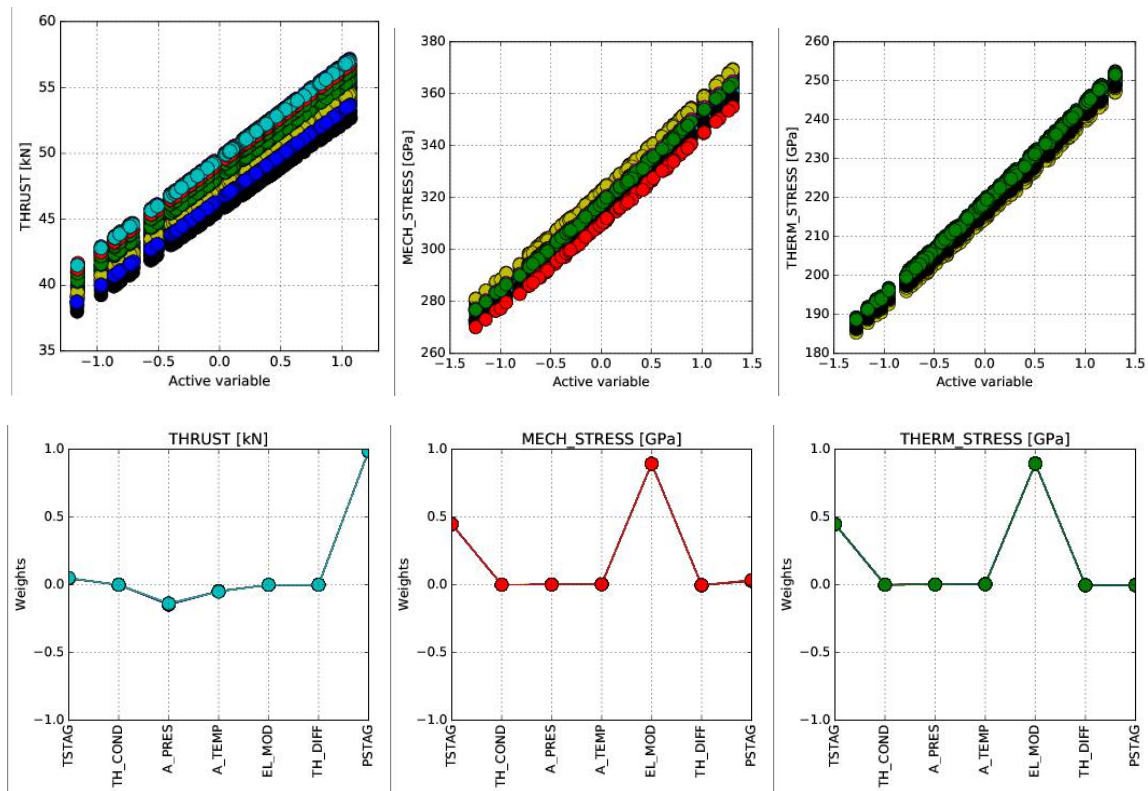 60
55
50
45
40
35
THRUST [kN]
−1.0 −0.5 0.0 0.5 1.0
Active variable
380
360
340
320
300
280
260
MECH_STRESS [GPa]
−1.5 −1.0 −0.5 0.0 0.5 1.0 1.5
Active variable
260
250
240
230
220
210
200
190
180
THERM_STRESS [GPa]
−1.5 −1.0 −0.5 0.0 0.5 1.0 1.5
Active variable
THRUST [kN]
1.0
0.5
0.0
−0.5
−1.0
Weights
TSTAG
TH_COND
A_PRES
A_TEMP
EL_MOD
TH_DIFF
PSTAG
MECH_STRESS [GPa]
1.0
0.5
0.0
−0.5
−1.0
Weights
TSTAG
TH_COND
A_PRES
A_TEMP
EL_MOD
TH_DIFF
PSTAG
THERM_STRESS [GPa]
1.0
0.5
0.0
−0.5
−1.0
Weights
TSTAG
TH_COND
A_PRES
A_TEMP
EL_MOD
TH_DIFF
PSTAG